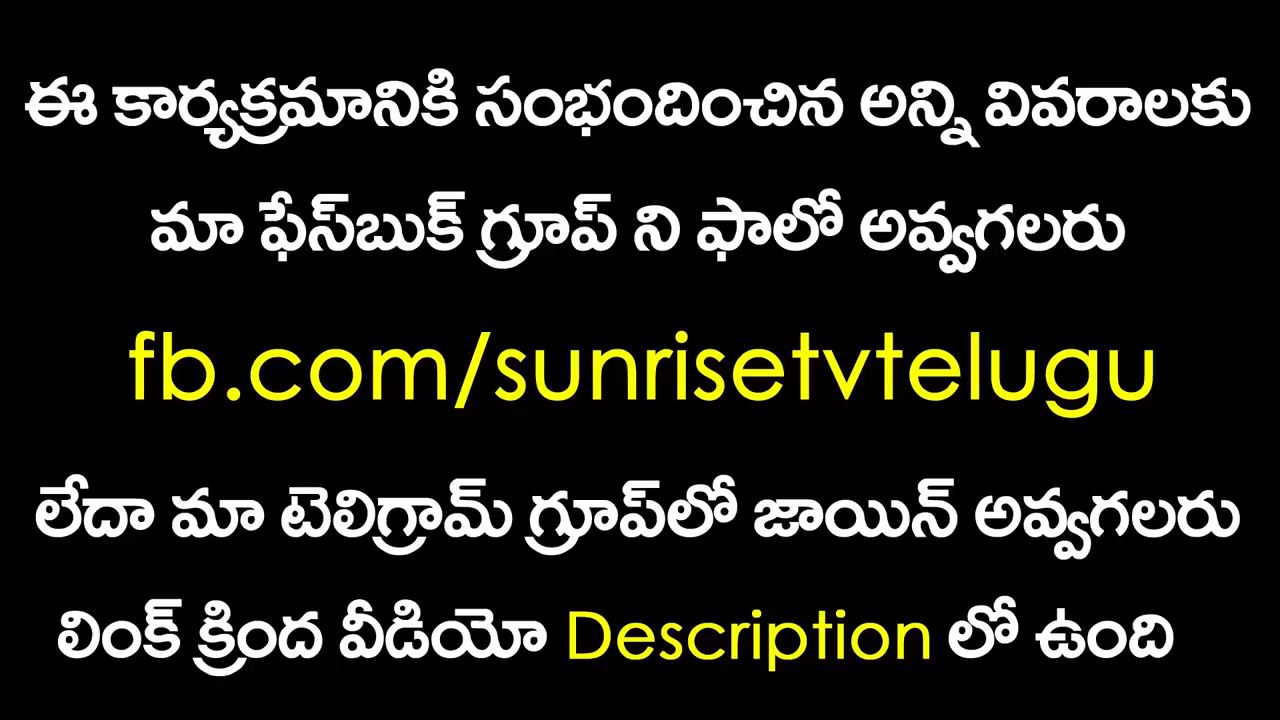 ఈ కార్యక్రమానికి సంభందించిన అన్ని వివరాలకు
మా ఫేస్‌బుక్ గ్రూప్ ని ఫాలో అవ్వగలరు
fb.com/sunrisetvtelugu
లేదా మా టెలిగ్రామ్ గ్రూప్‌లో జాయిన్ అవ్వగలరు
లింక్ క్రింద వీడియో Description లో ఉంది